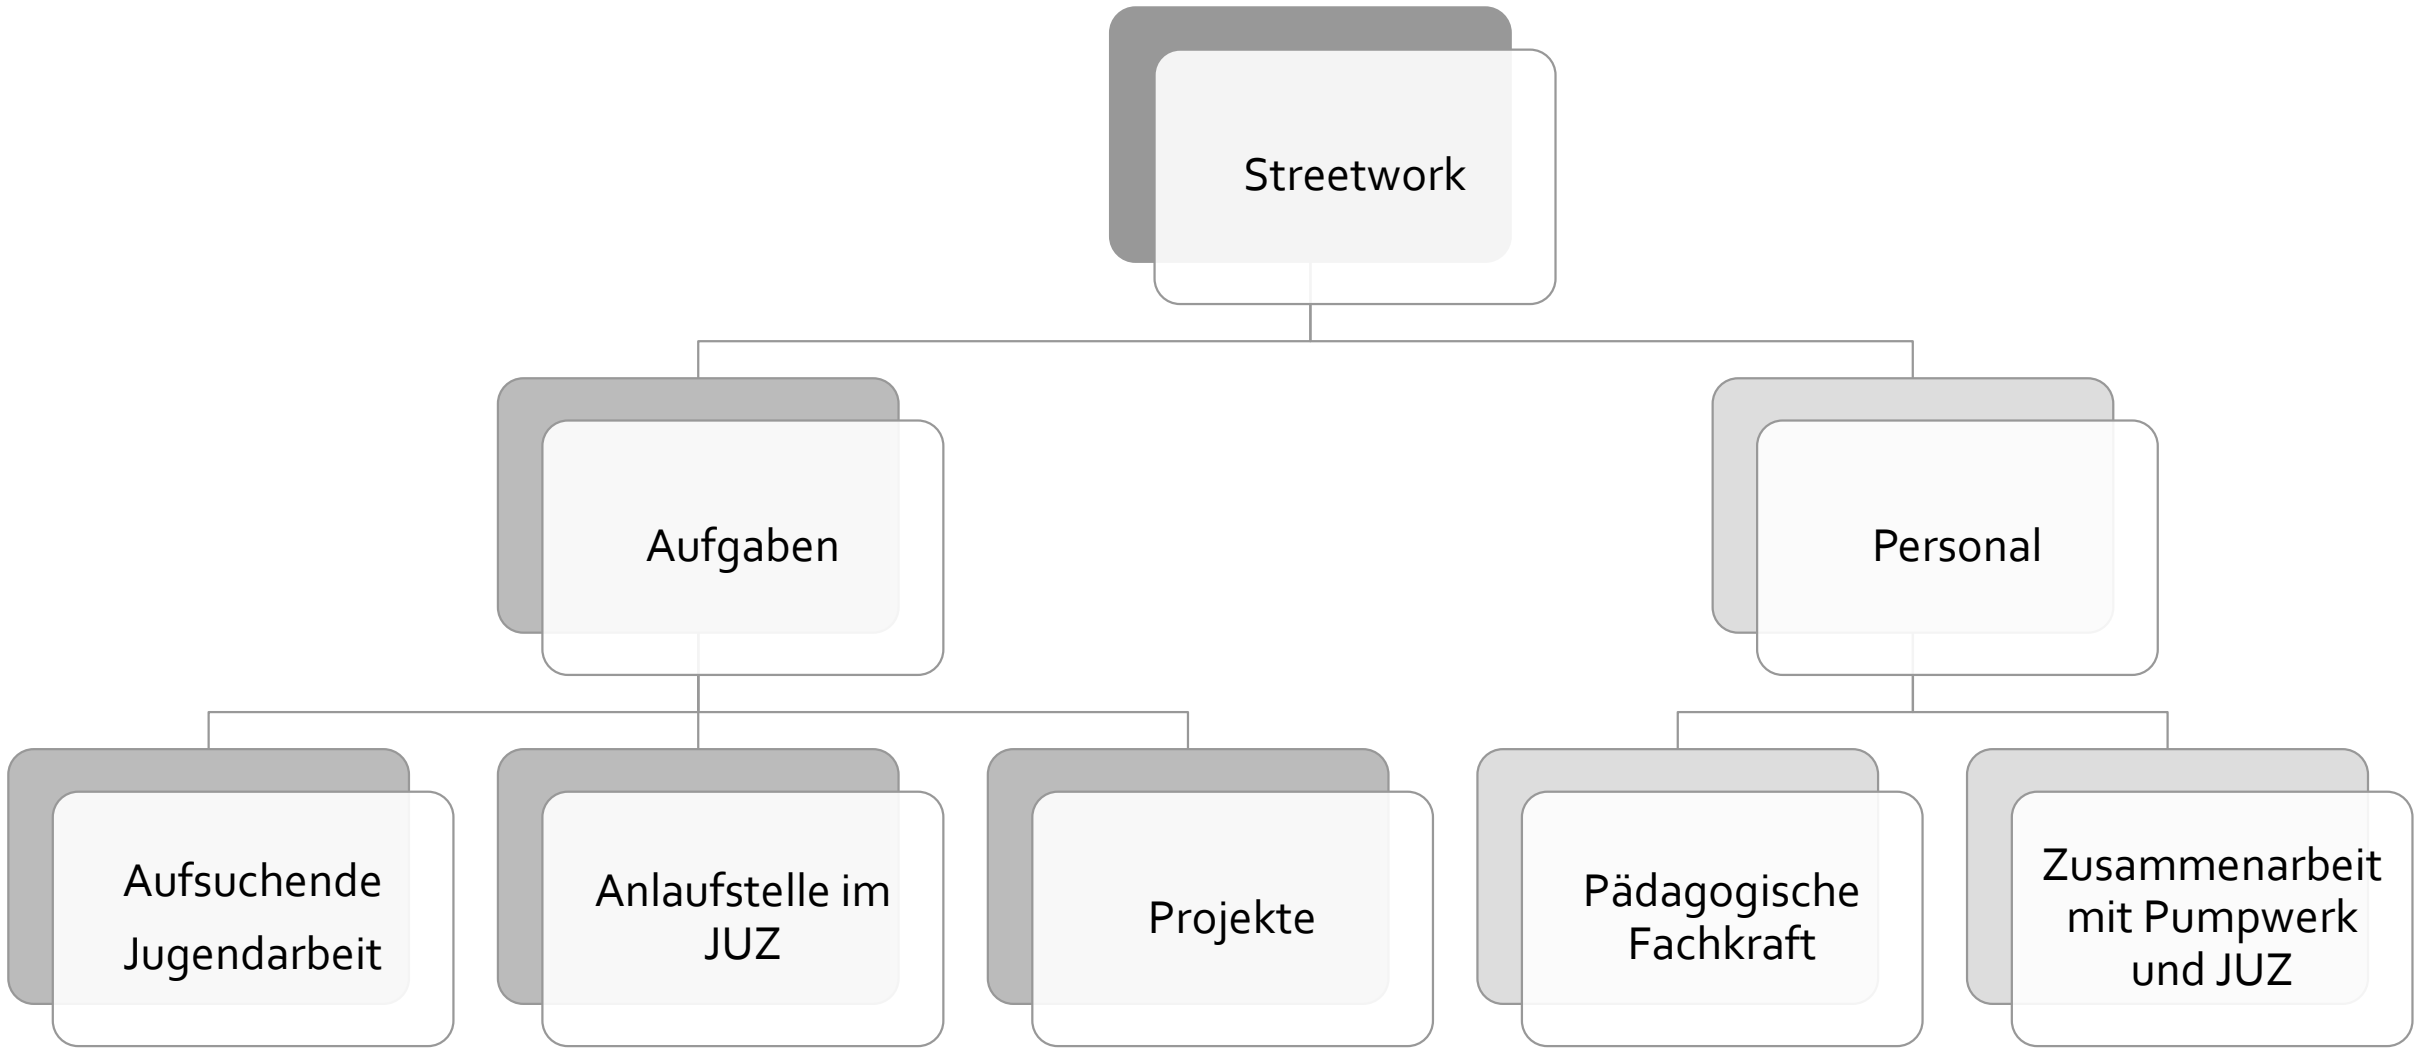 Streetwork
Aufgaben
Personal
Aufsuchende
Jugendarbeit
Anlaufstelle im
JUZ
Projekte
Pädagogische
Fachkraft
Zusammenarbeit
mit Pumpwerk
und JUZ